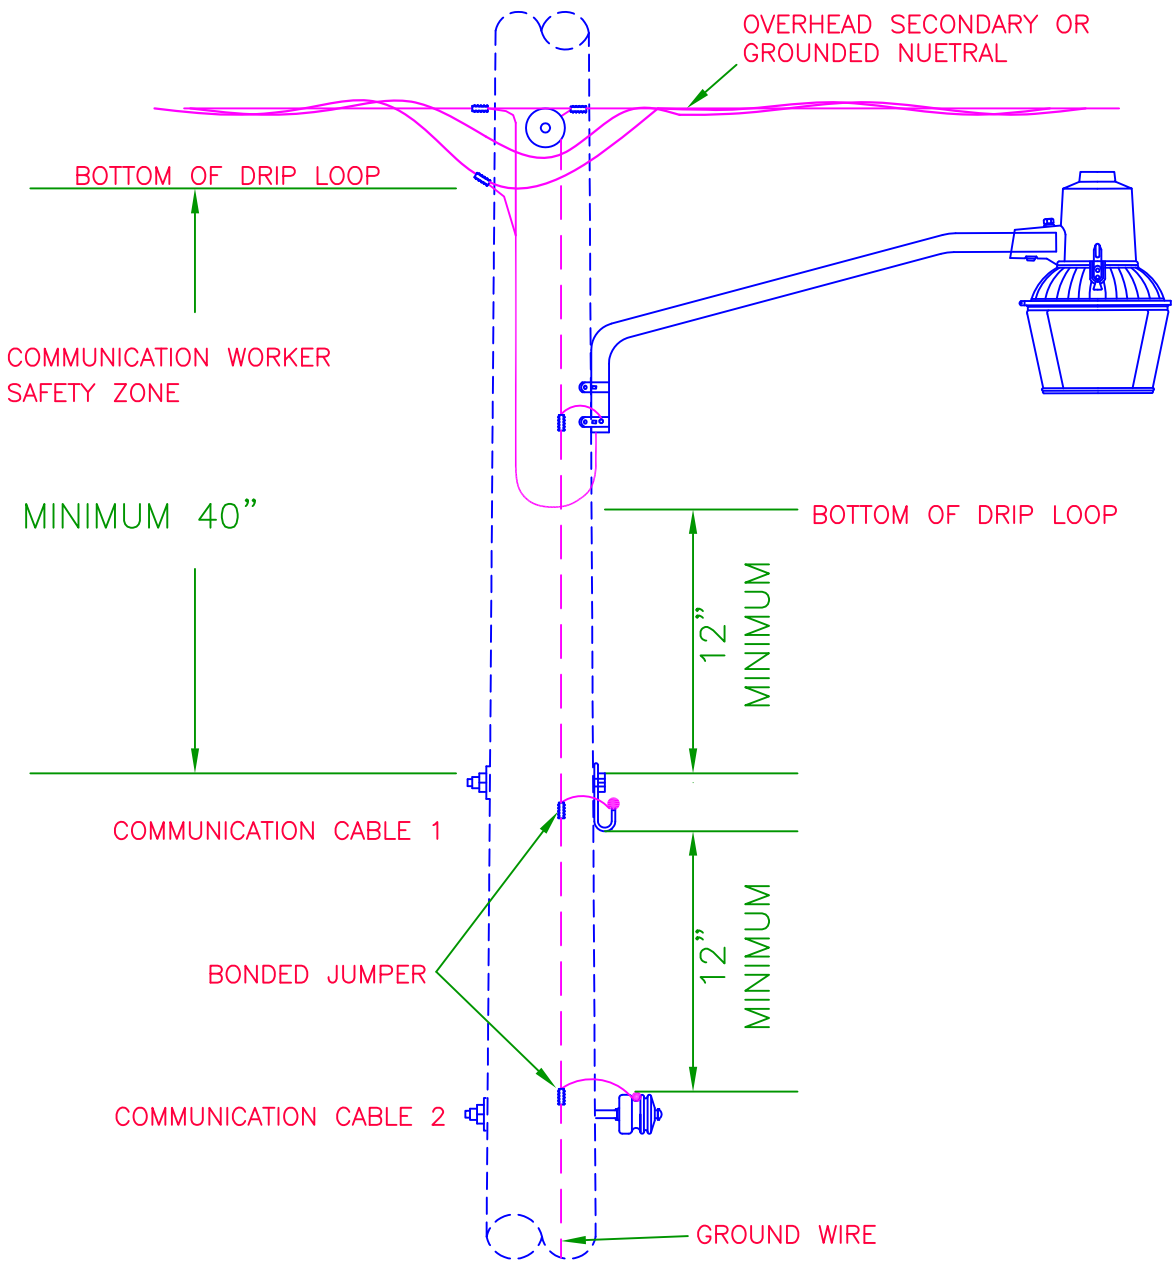 OVERHEAD SECONDARY OR
GROUNDED NUETRAL
BOTTOM OF DRIP LOOP
COMMUNICATION WORKER
SAFETY ZONE
MINIMUM 40”
BOTTOM OF DRIP LOOP
12”
MINIMUM
COMMUNICATION CABLE 1
12”
MINIMUM
BONDED JUMPER
COMMUNICATION CABLE 2
GROUND WIRE